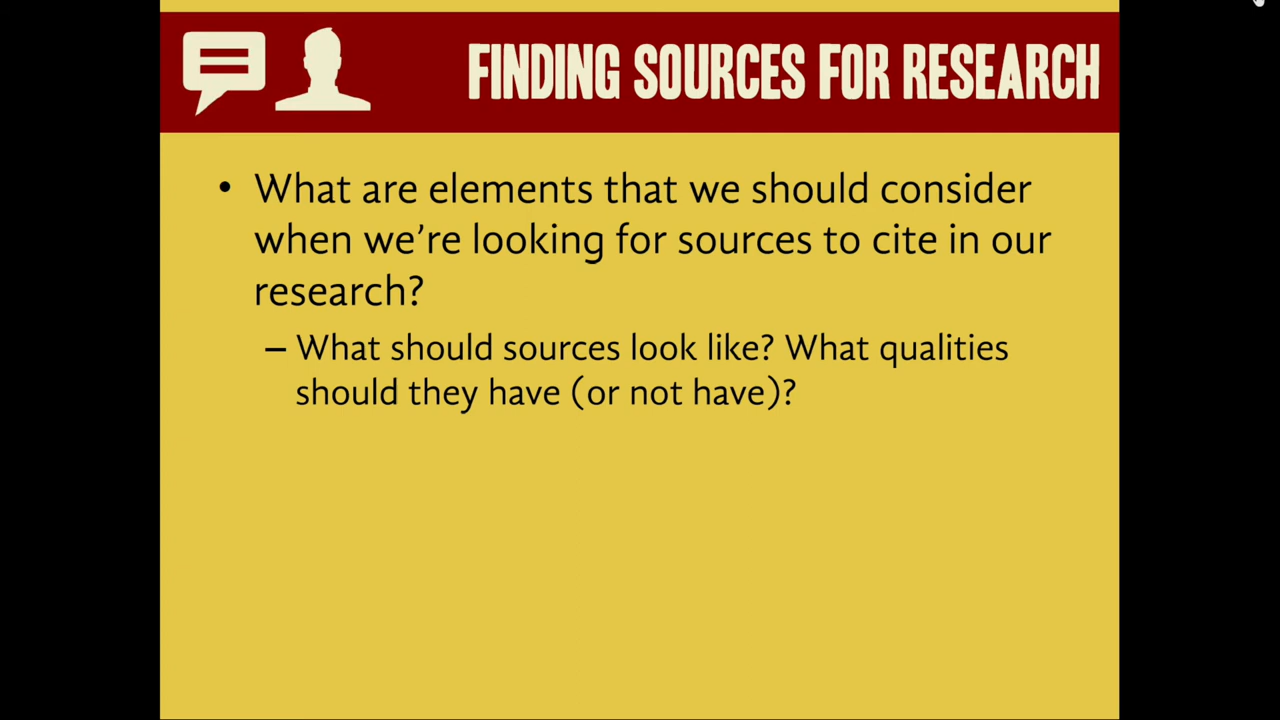 FINDING SOURCES FOR RESEARCH
• What are elements that we should consider
when we're looking for sources to cite in our
research?
– What should sources look like? What qualities
should they have (or not have)?